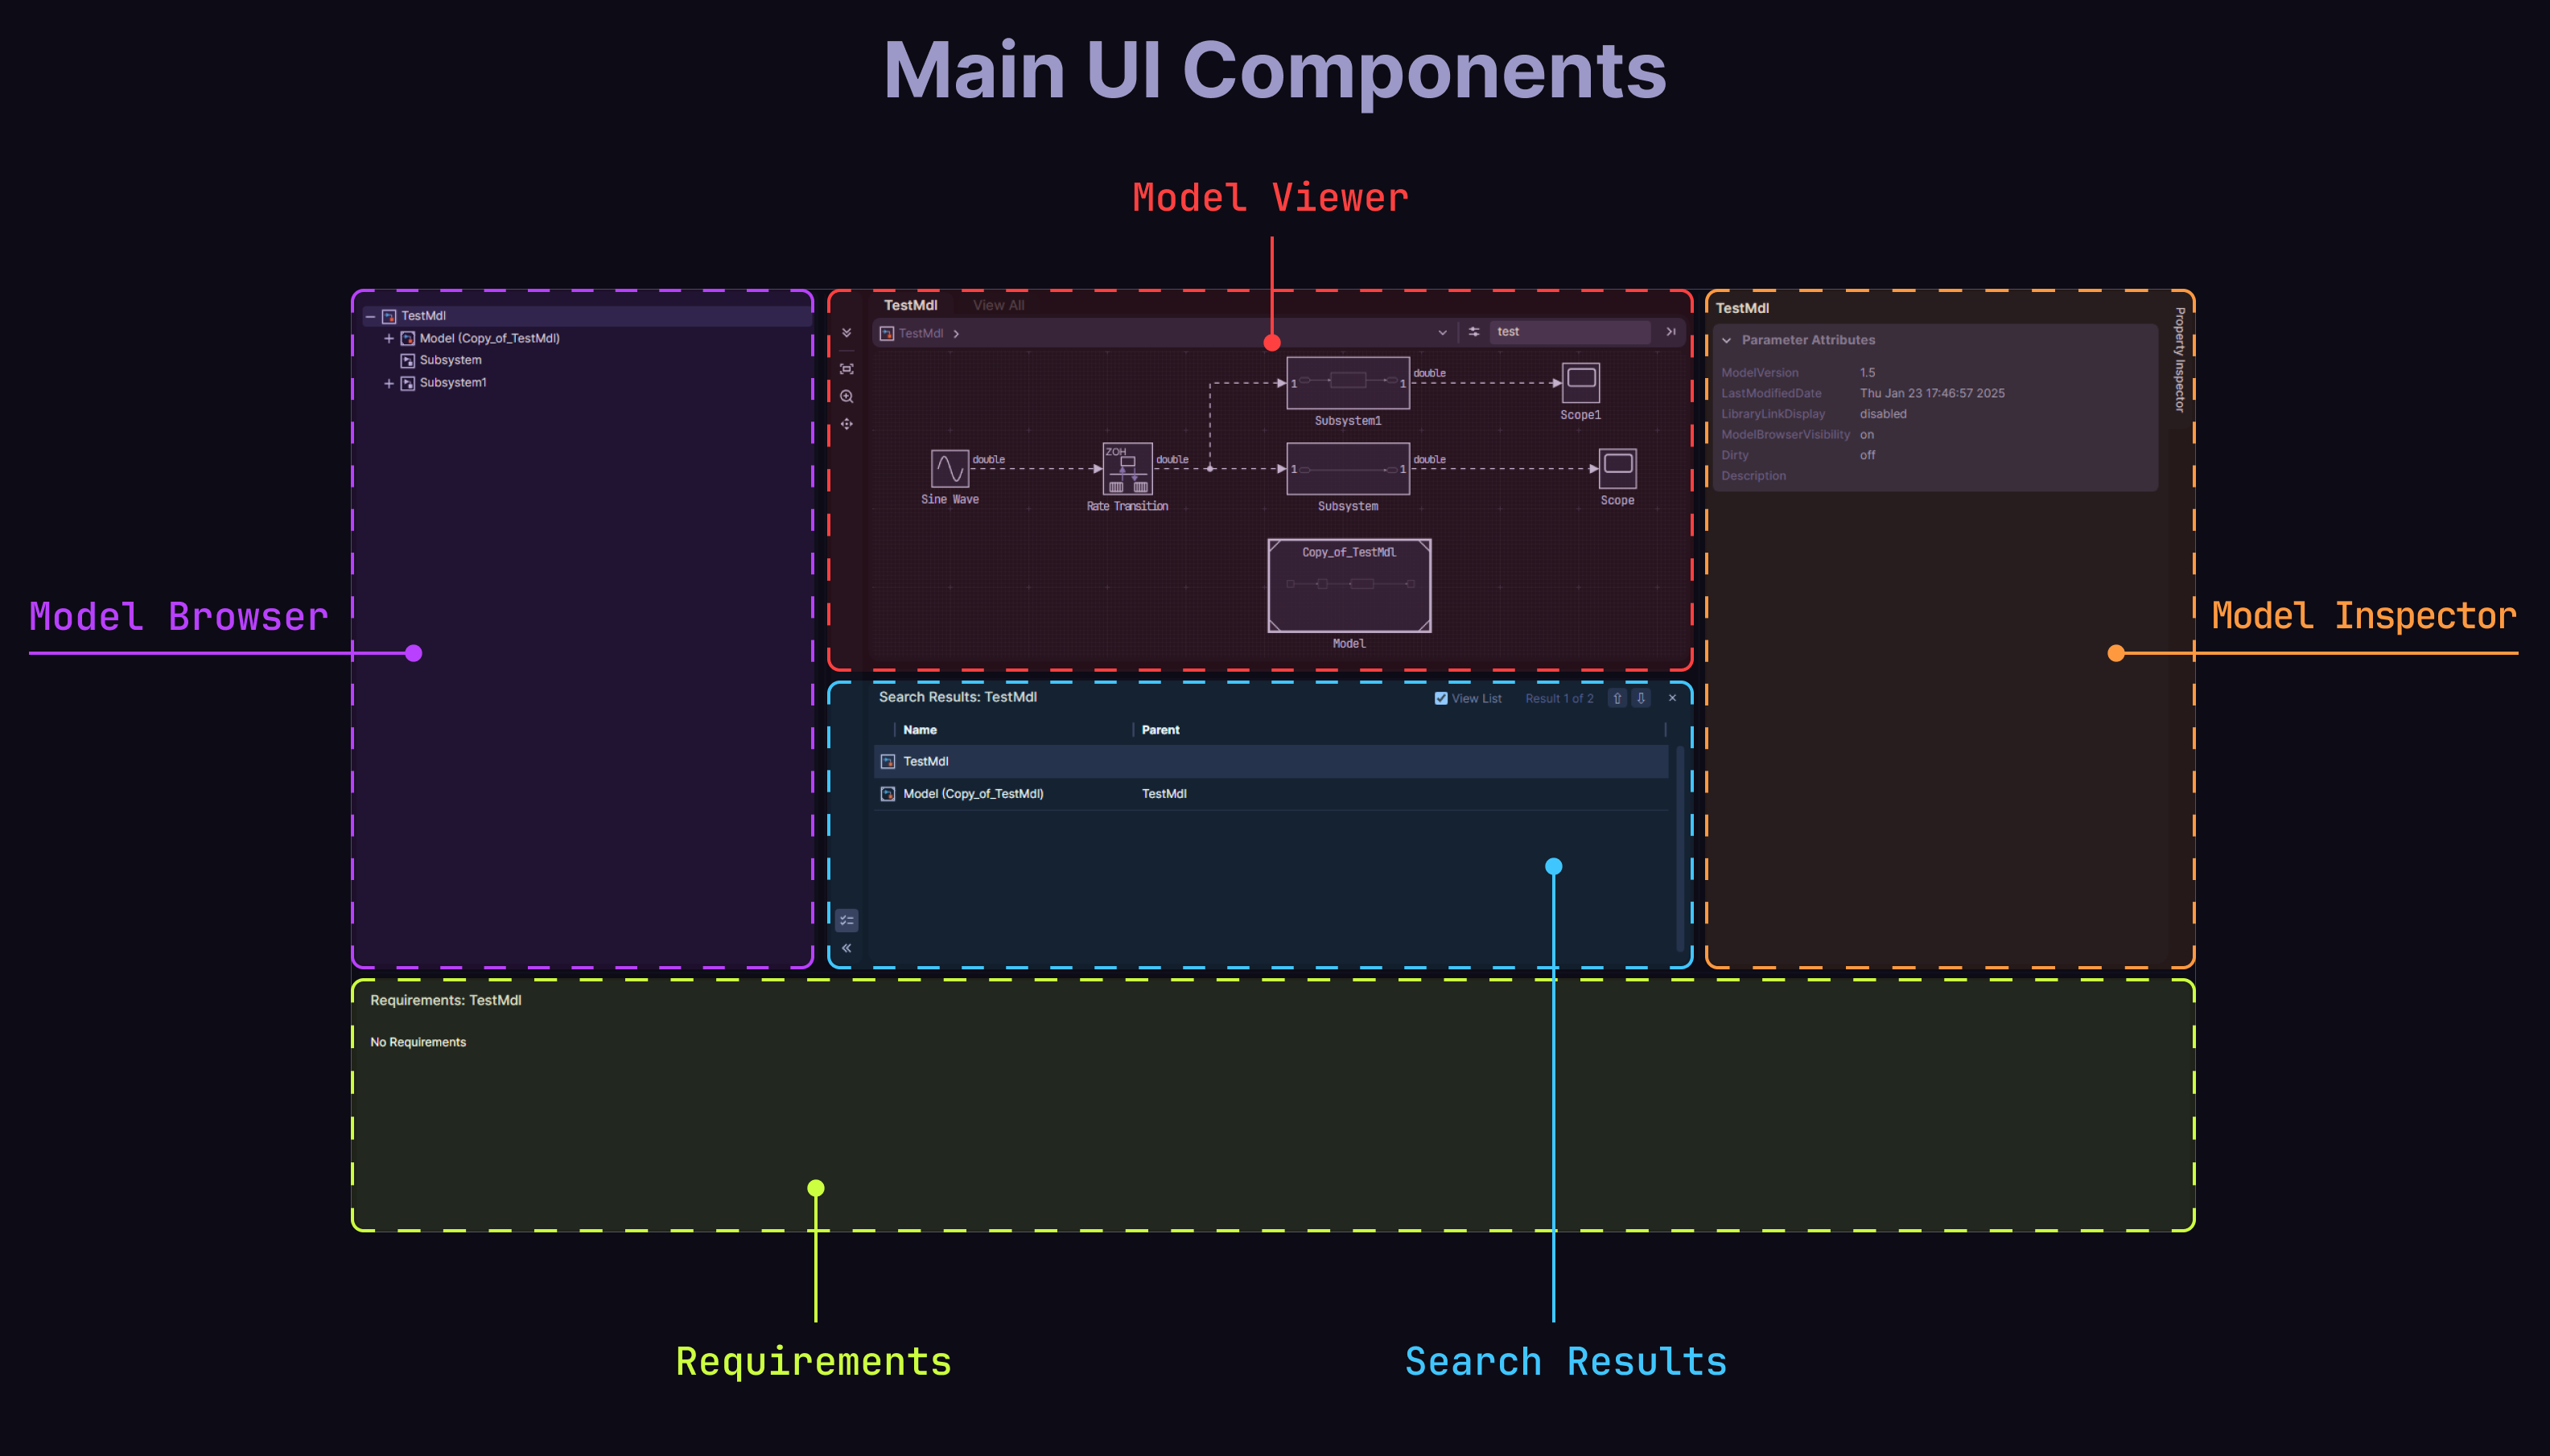 Main UI Components
Model Viewer
TestMdl
Model (Copy_of_TestMdl)
Subsystem
Subsystem1
Model Browser
TestMdl View All
TestMdl
test
double
1 1
Subsystem1
Scope1
double
ZOH
double
double
1 1
Sine Wave
Rate Transition
Subsystem
Scope
Copy_of_TestMdl
Model
TestMdl
Property Inspector
Parameter Attributes
ModelVersion 1.5
LastModifiedDate Thu Jan 23 17:46:57 2025
LibraryLinkDisplay disabled
ModelBrowserVisibility on
Dirty off
Description
Model Inspector
Search Results: TestMdl View List Result 1 of 2
Name Parent
TestMdl
Model (Copy_of_TestMdl) TestMdl
Requirements: TestMdl
No Requirements
Requirements
Search Results